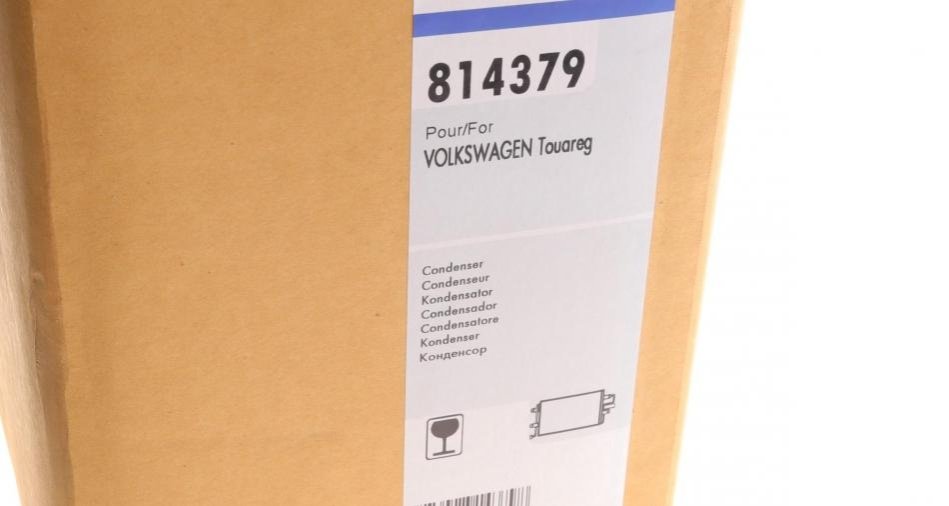 814379
Pour/For
VOLKSWAGEN Touareg
Condenser
Condenseur
Kondensator
Condensador
Condensatore
Kondenser
Конденсор